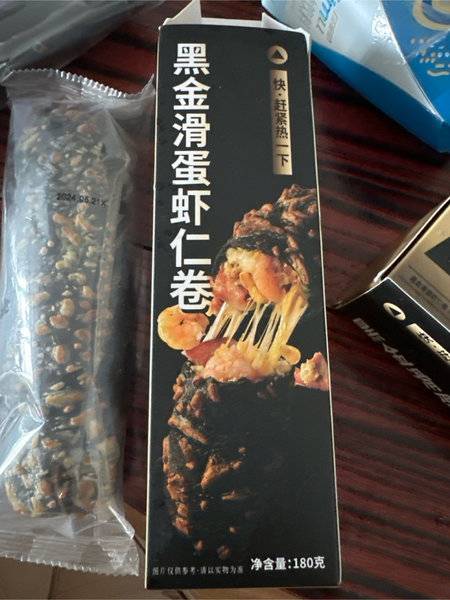 黑金滑蛋虾仁卷
快·赶紧热一下
2024.05.21X
图片仅供参考·请以实物为准
净含量:180克